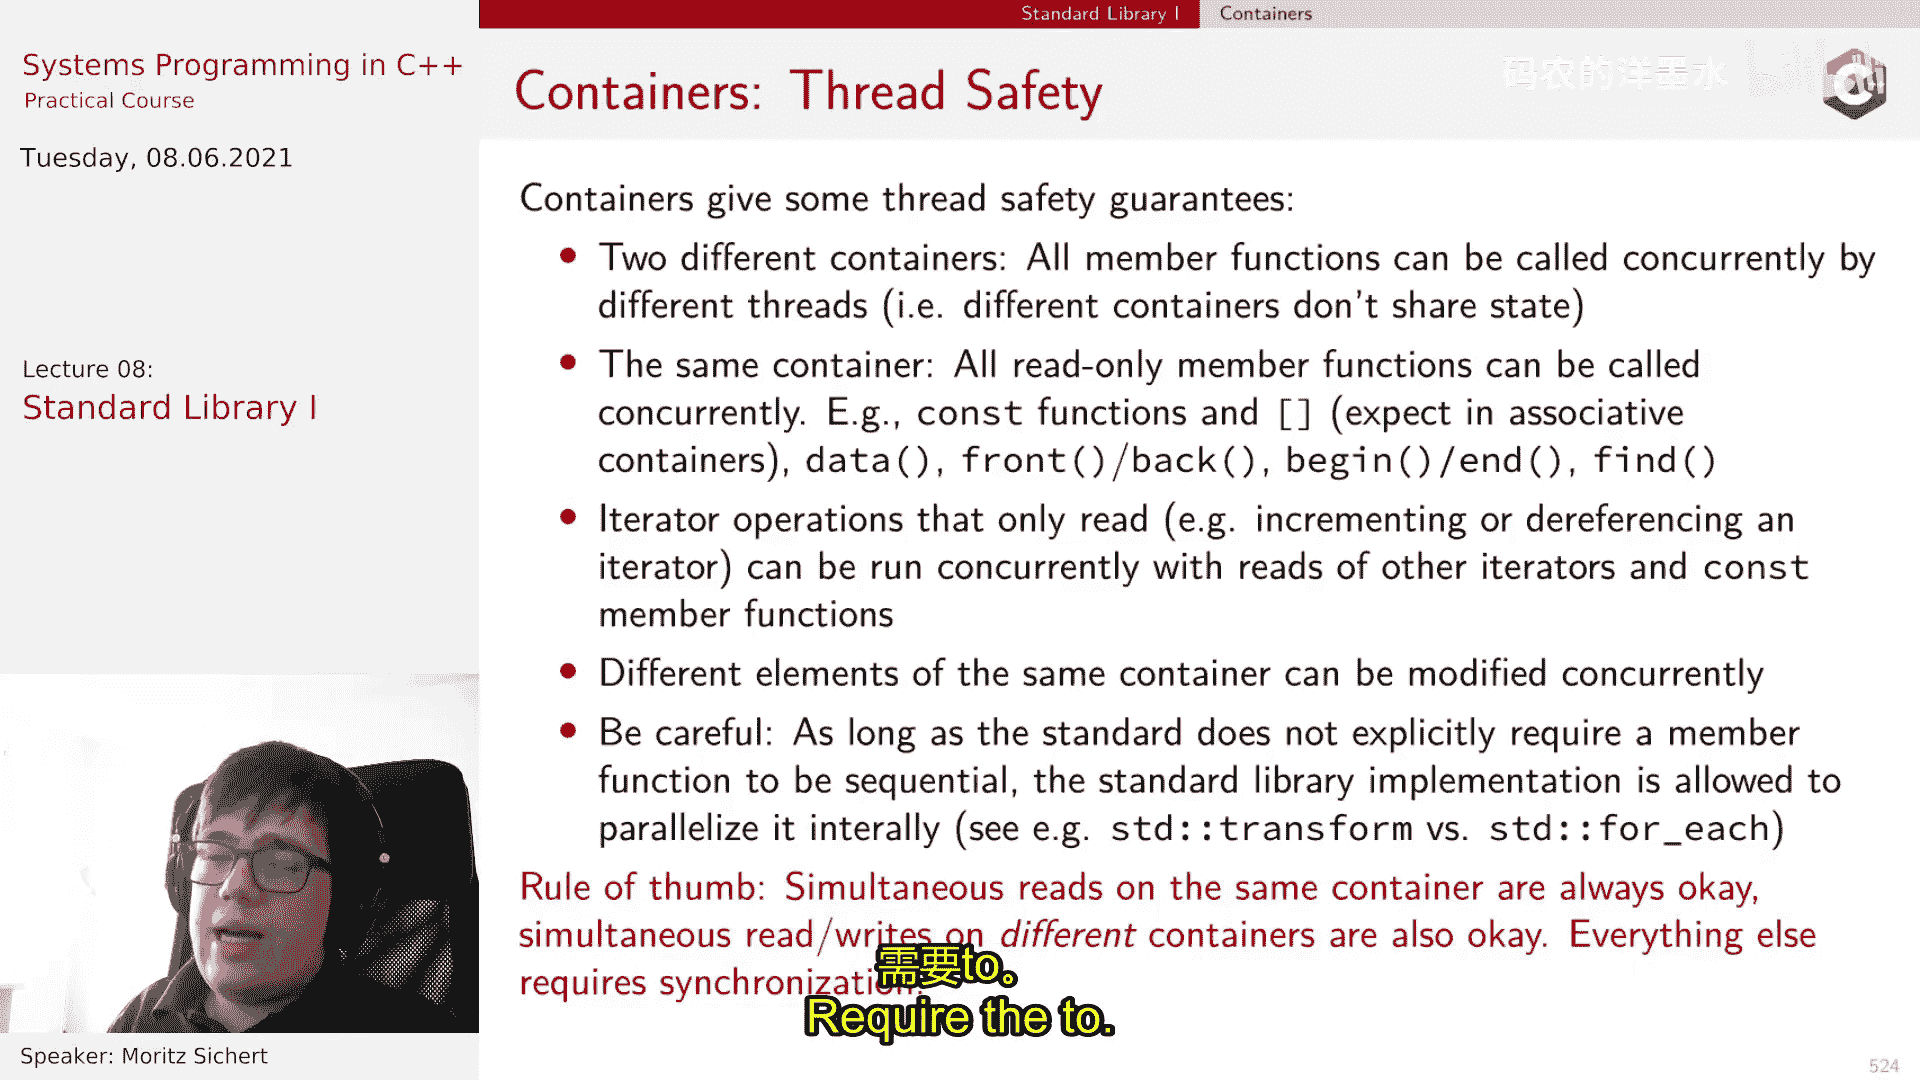 Standard Library I
Containers
Systems Programming in C++
Practical Course
Tuesday, 08.06.2021
Lecture 08:
Standard Library I
Containers: Thread Safety
码农的洋墨水
Containers give some thread safety guarantees:
• Two different containers: All member functions can be called concurrently by
different threads (i.e. different containers don't share state)
• The same container: All read-only member functions can be called
concurrently. E.g., const functions and [] (expect in associative
containers), data(), front()/back(), begin()/end(), find()
• Iterator operations that only read (e.g. incrementing or dereferencing an
iterator) can be run concurrently with reads of other iterators and const
member functions
• Different elements of the same container can be modified concurrently
• Be careful: As long as the standard does not explicitly require a member
function to be sequential, the standard library implementation is allowed to
parallelize it interally (see e.g. std::transform vs. std::for_each)
Rule of thumb: Simultaneous reads on the same container are always okay,
simultaneous read/writes on different containers are also okay. Everything else
requires synchronization.
需要to。
Require the to.
Speaker: Moritz Sichert
524